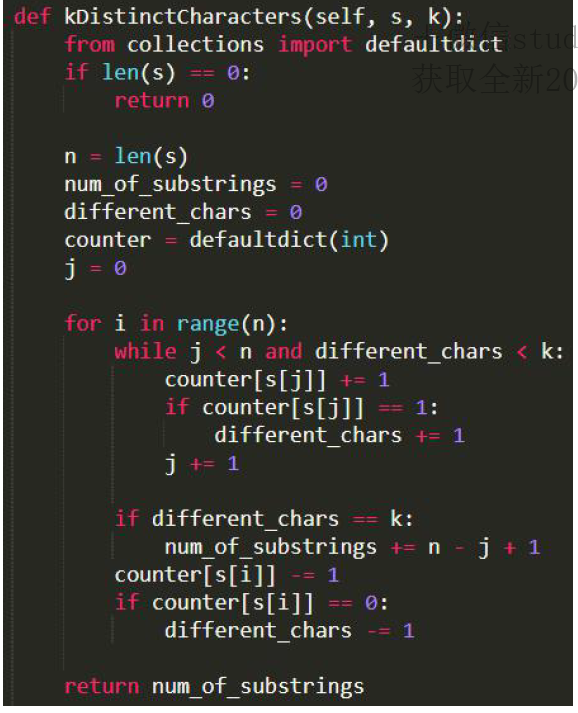 def kDistinctCharacters(self, s, k):
    from collections import defaultdict
    if len(s) == 0:
        return 0

    n = len(s)
    num_of_substrings = 0
    different_chars = 0
    counter = defaultdict(int)
    j = 0

    for i in range(n):
        while j < n and different_chars < k:
            counter[s[j]] += 1
            if counter[s[j]] == 1:
                different_chars += 1
            j += 1

        if different_chars == k:
            num_of_substrings += n - j + 1
        counter[s[i]] -= 1
        if counter[s[i]] == 0:
            different_chars -= 1

    return num_of_substrings
信stud
获取全新20